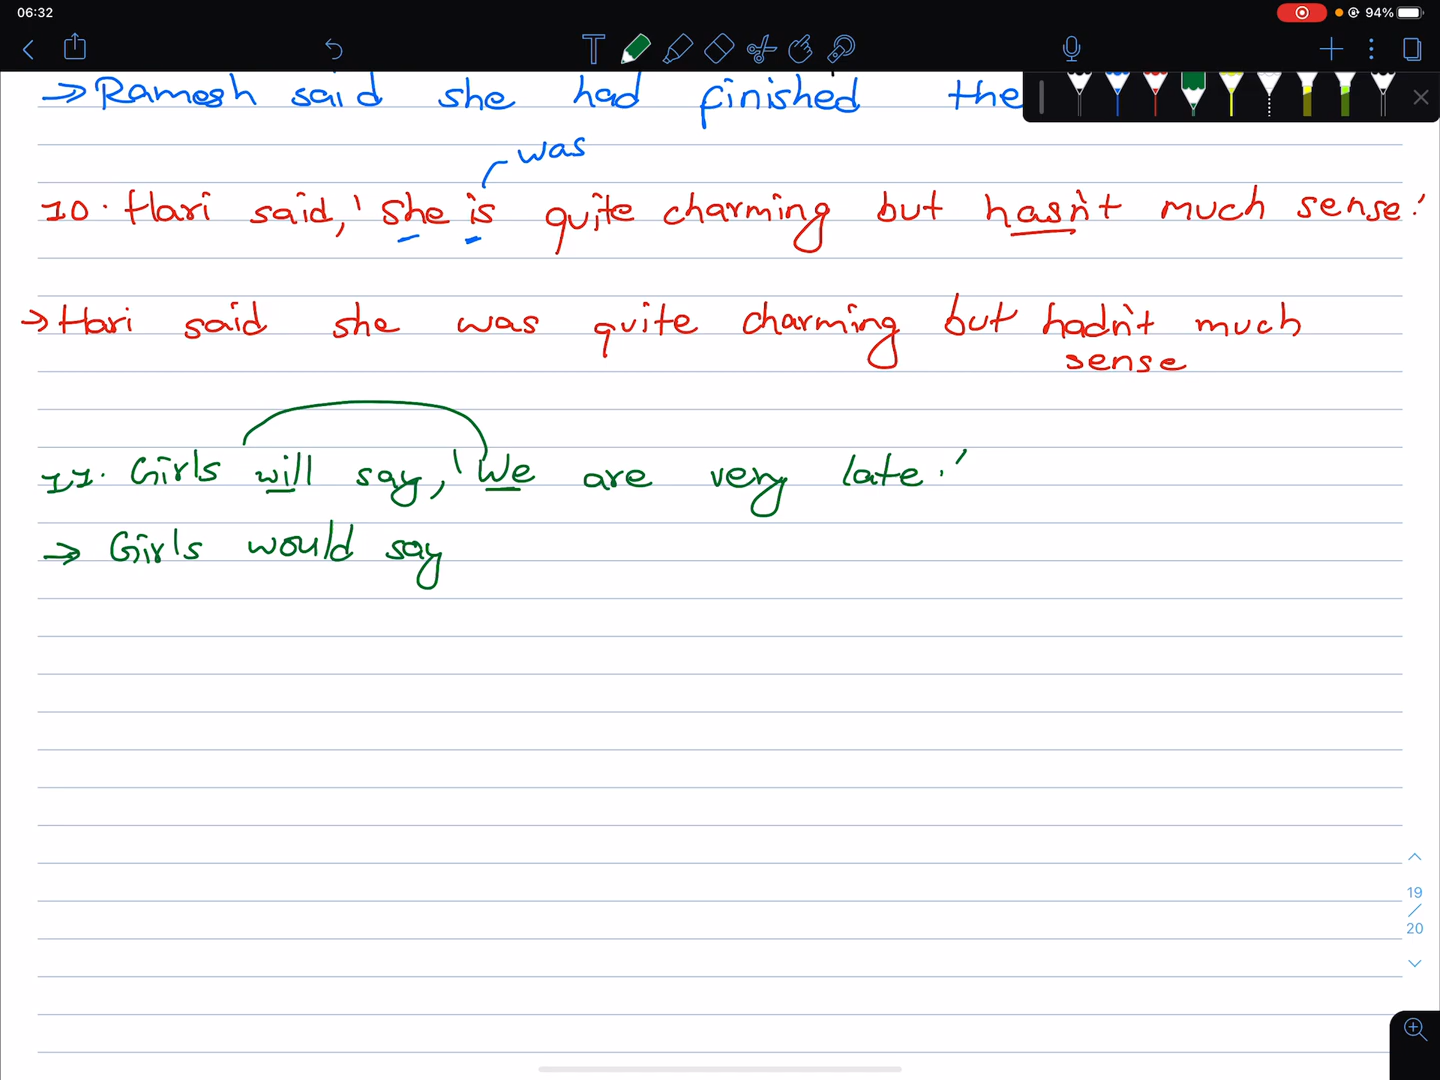 06:32
94%
→ Ramesh said she had finished the
was
10. Hari said, 'she is quite charming but hasn't much sense.'
→ Hari said she was quite charming but hadn't much
sense
11. Girls will say, 'We are very late.'
→ Girls would say
19
/
20